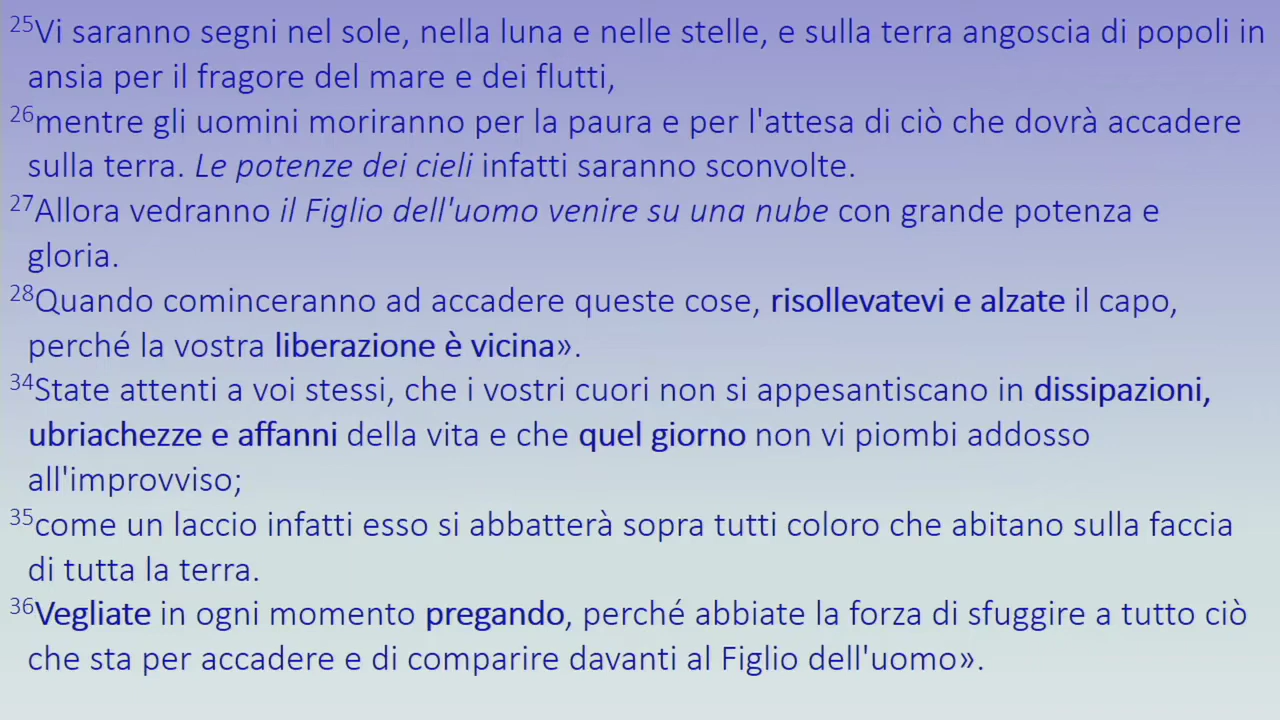 25Vi saranno segni nel sole, nella luna e nelle stelle, e sulla terra angoscia di popoli in
ansia per il fragore del mare e dei flutti,
26mentre gli uomini moriranno per la paura e per l'attesa di ciò che dovrà accadere
sulla terra. Le potenze dei cieli infatti saranno sconvolte.
27Allora vedranno il Figlio dell'uomo venire su una nube con grande potenza e
gloria.
28Quando cominceranno ad accadere queste cose, risollevatevi e alzate il capo,
perché la vostra liberazione è vicina».
34State attenti a voi stessi, che i vostri cuori non si appesantiscano in dissipazioni,
ubriachezze e affanni della vita e che quel giorno non vi piombi addosso
all'improvviso;
35come un laccio infatti esso si abbatterà sopra tutti coloro che abitano sulla faccia
di tutta la terra.
36Vegliate in ogni momento pregando, perché abbiate la forza di sfuggire a tutto ciò
che sta per accadere e di comparire davanti al Figlio dell'uomo».